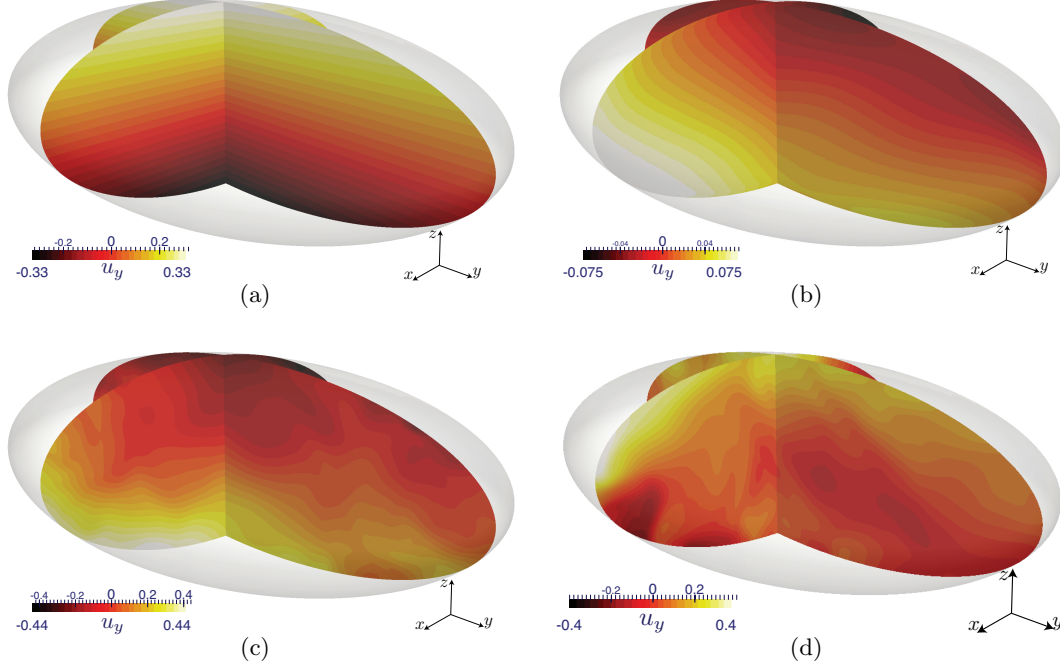 -0.2 0 0.2
-0.33 u_y 0.33
z
x y
(a)
-0.04 0 0.04
-0.075 u_y 0.075
z
x y
(b)
-0.4 -0.2 0 0.2 0.4
-0.44 u_y 0.44
z
x y
(c)
-0.2 0 0.2
-0.4 u_y 0.4
z
x y
(d)